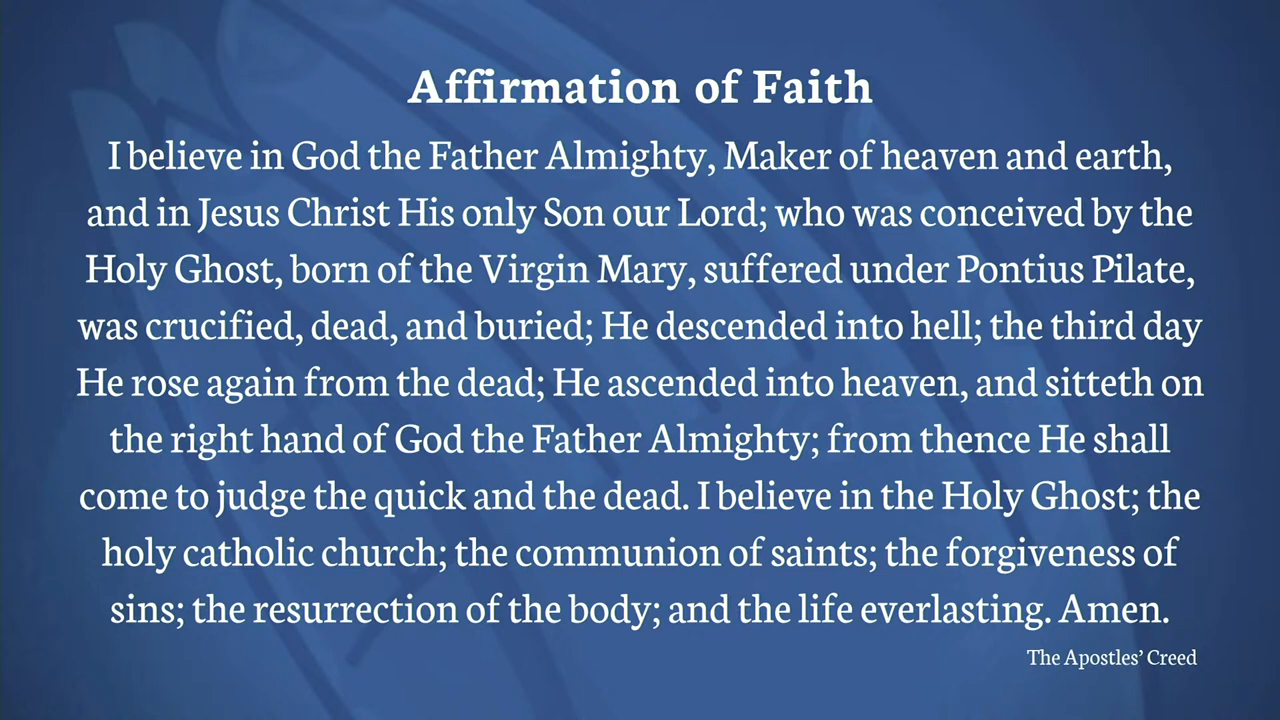 Affirmation of Faith
I believe in God the Father Almighty, Maker of heaven and earth,
and in Jesus Christ His only Son our Lord; who was conceived by the
Holy Ghost, born of the Virgin Mary, suffered under Pontius Pilate,
was crucified, dead, and buried; He descended into hell; the third day
He rose again from the dead; He ascended into heaven, and sitteth on
the right hand of God the Father Almighty; from thence He shall
come to judge the quick and the dead. I believe in the Holy Ghost; the
holy catholic church; the communion of saints; the forgiveness of
sins; the resurrection of the body; and the life everlasting. Amen.
The Apostles’ Creed